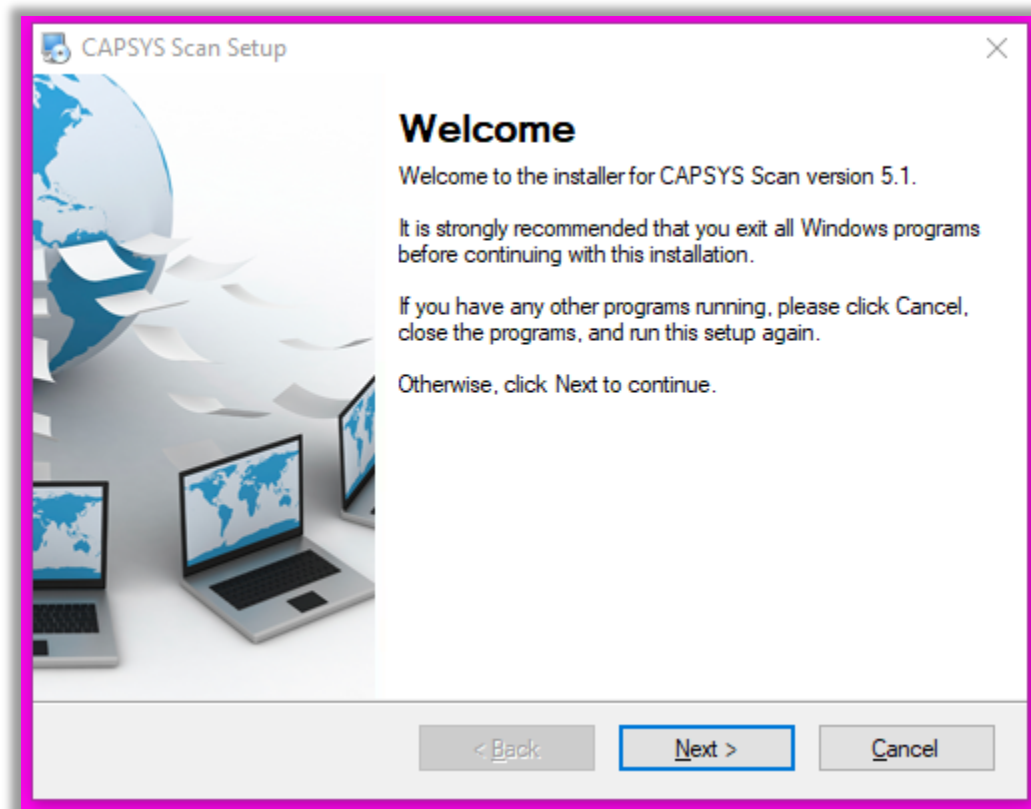 CAPSYS Scan Setup
Welcome
Welcome to the installer for CAPSYS Scan version 5.1.
It is strongly recommended that you exit all Windows programs
before continuing with this installation.
If you have any other programs running, please click Cancel,
close the programs, and run this setup again.
Otherwise, click Next to continue.
< Back
Next >
Cancel